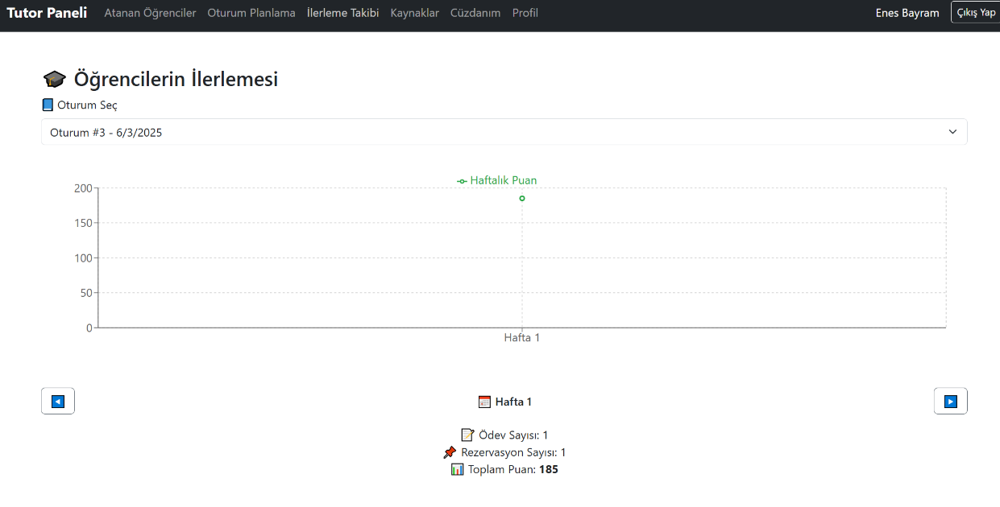 Tutor Paneli Atanan Öğrenciler Oturum Planlama İlerleme Takibi Kaynaklar Cüzdanım Profil Enes Bayram Çıkış Yap
🎓 Öğrencilerin İlerlemesi
📘 Oturum Seç
Oturum #3 - 6/3/2025
Haftalık Puan
200
150
100
50
0
Hafta 1
◀️ 📅 Hafta 1 ▶️
📝 Ödev Sayısı: 1
📌 Rezervasyon Sayısı: 1
📊 Toplam Puan: 185